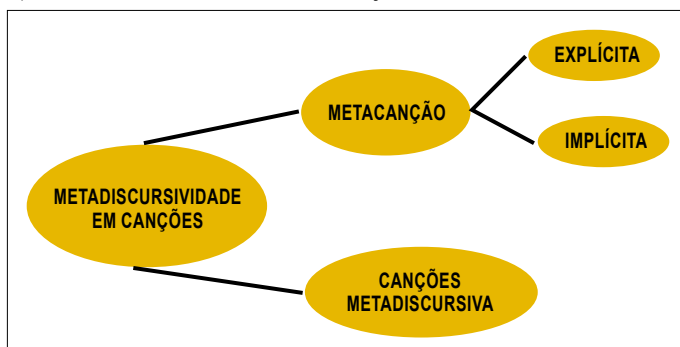 METADISCURSIVIDADE
EM CANÇÕES
METACANÇÃO
EXPLÍCITA
IMPLÍCITA
CANÇÕES
METADISCURSIVA